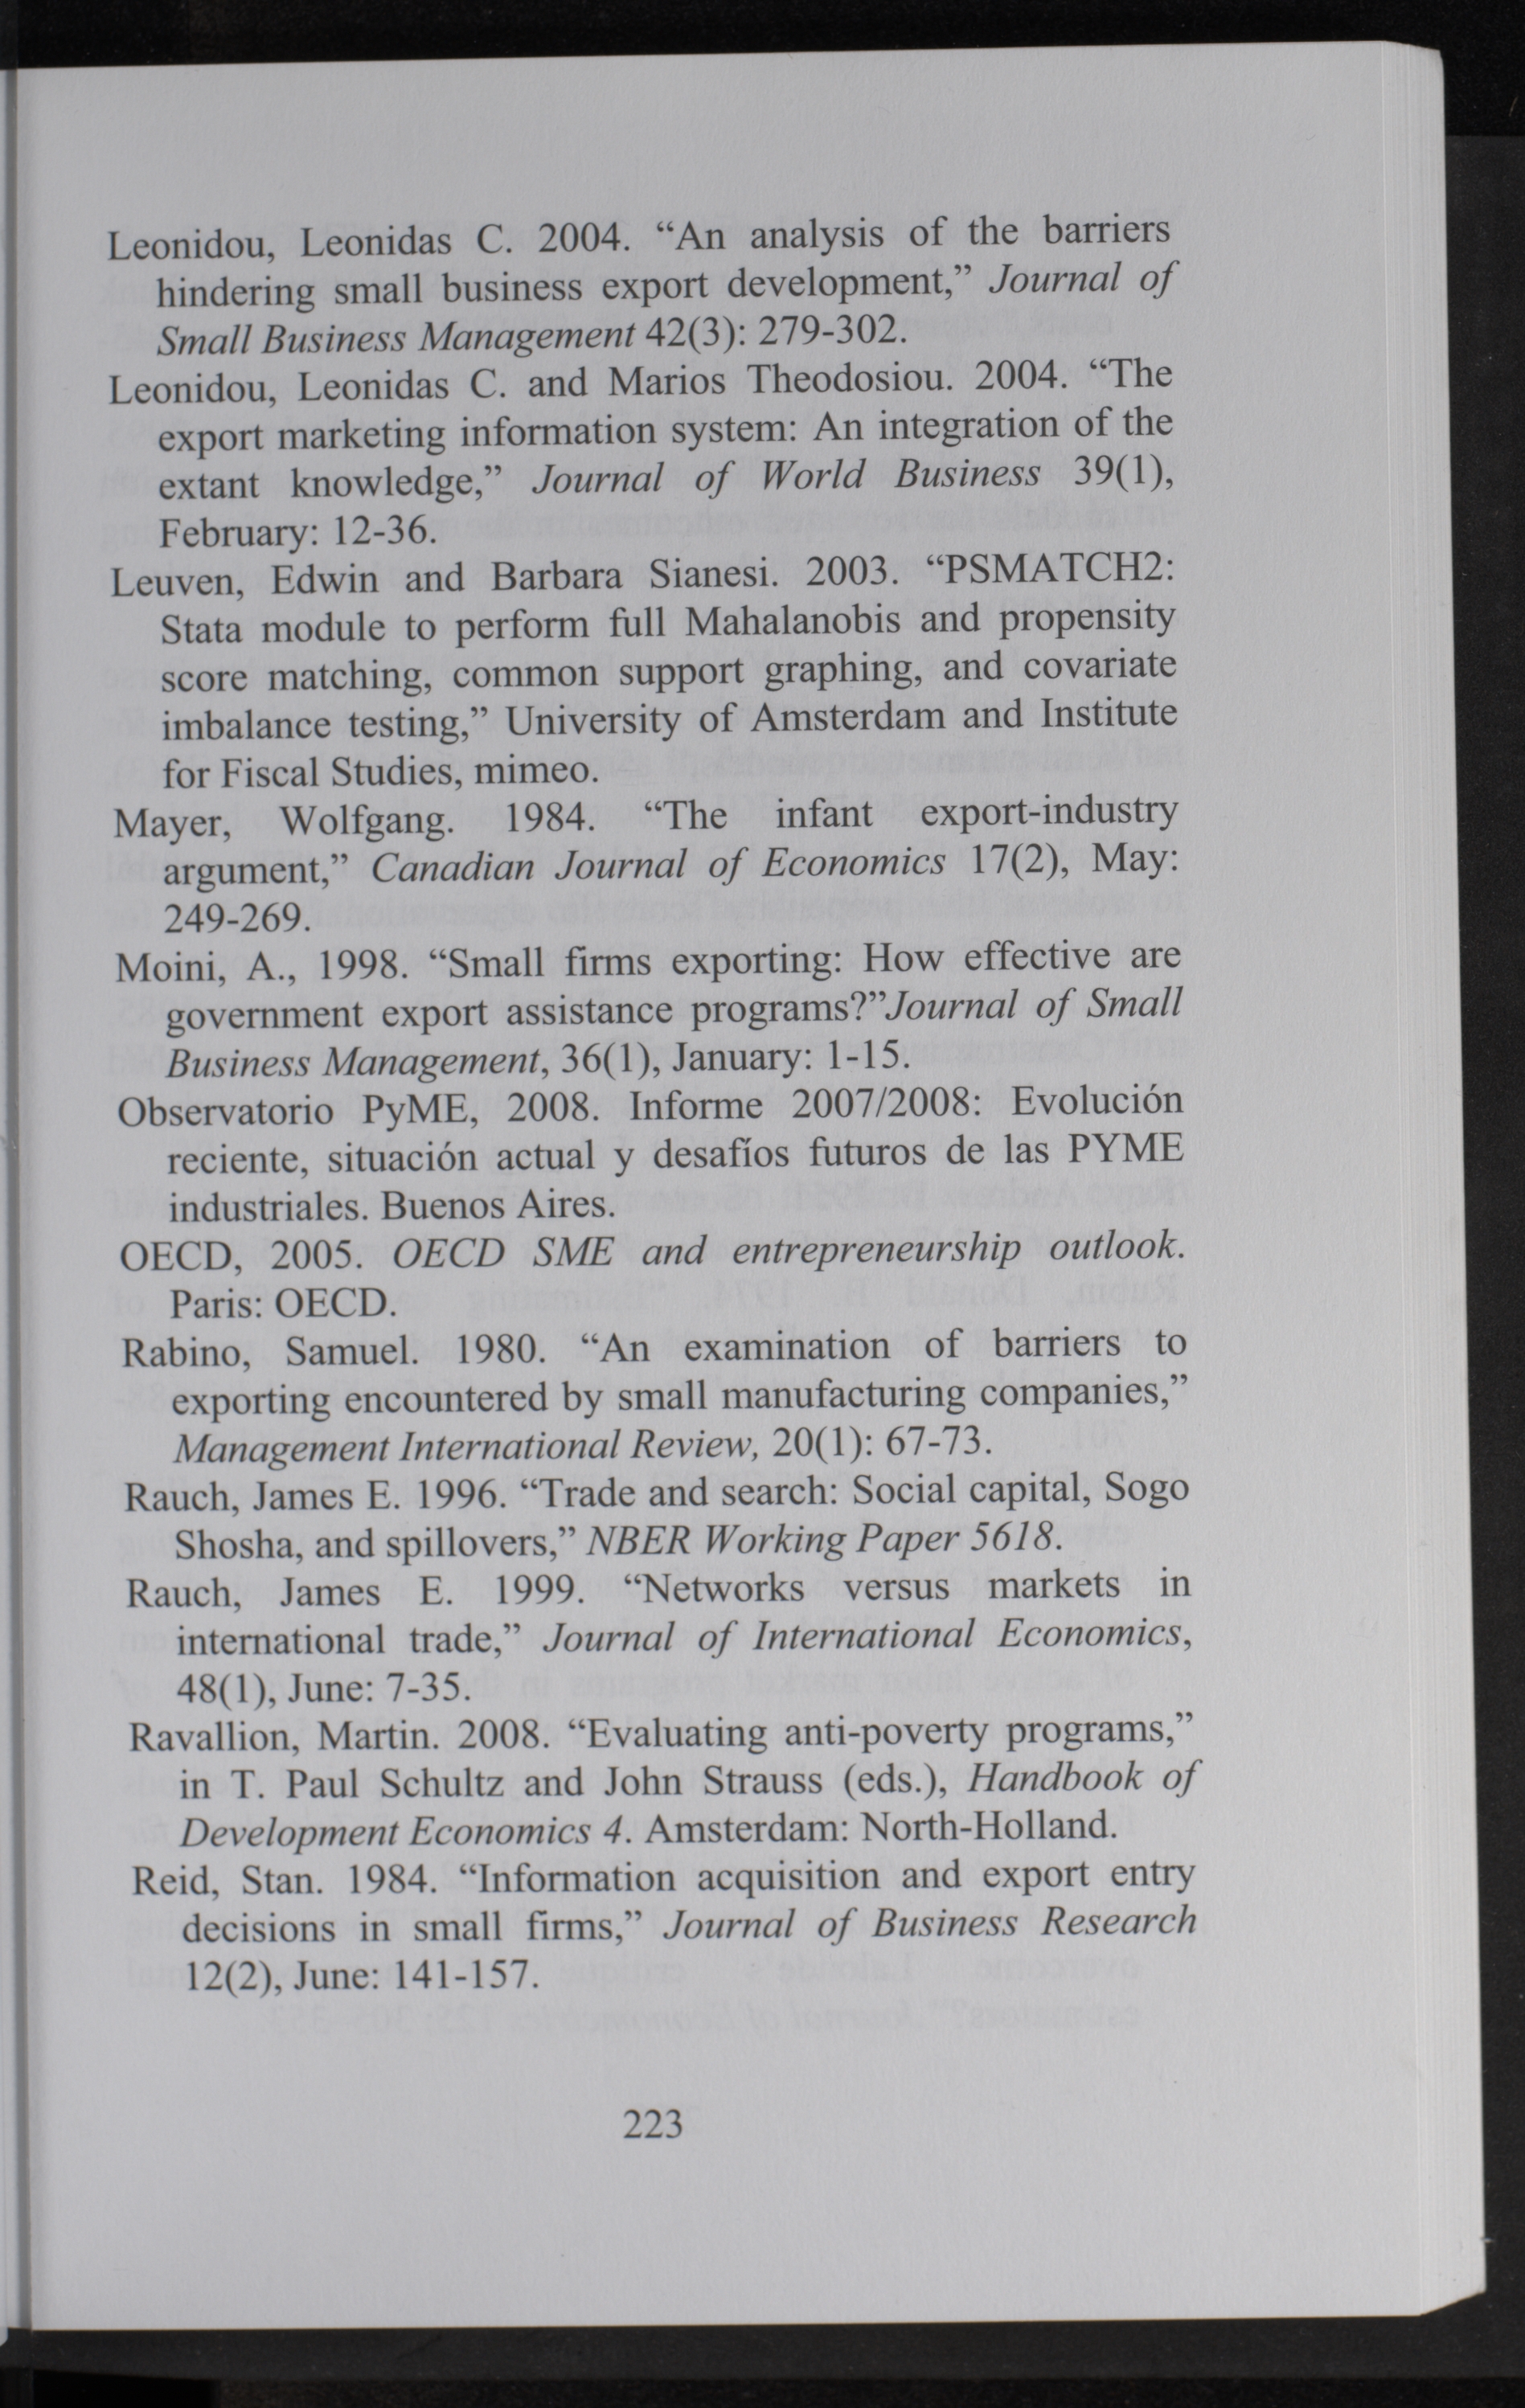 Leonidou, Leonidas C. 2004. “An analysis of the barriers
hindering small business export development,” Journal of
Small Business Management 42(3): 279-302.
Leonidou, Leonidas C. and Marios Theodosiou. 2004. “The
export marketing information system: An integration of the
extant knowledge,” Journal of World Business 39(1),
February: 12-36.
Leuven, Edwin and Barbara Sianesi. 2003. “PSMATCH2:
Stata module to perform full Mahalanobis and propensity
score matching, common support graphing, and covariate
imbalance testing,” University of Amsterdam and Institute
for Fiscal Studies, mimeo.
Mayer, Wolfgang. 1984. “The infant export-industry
argument,” Canadian Journal of Economics 17(2), May:
249-269.
Moini, A., 1998. “Small firms exporting: How effective are
government export assistance programs?”Journal of Small
Business Management, 36(1), January: 1-15.
Observatorio PyME, 2008. Informe 2007/2008: Evolución
reciente, situación actual y desafíos futuros de las PYME
industriales. Buenos Aires.
OECD, 2005. OECD SME and entrepreneurship outlook.
Paris: OECD.
Rabino, Samuel. 1980. “An examination of barriers to
exporting encountered by small manufacturing companies,”
Management International Review, 20(1): 67-73.
Rauch, James E. 1996. “Trade and search: Social capital, Sogo
Shosha, and spillovers,” NBER Working Paper 5618.
Rauch, James E. 1999. “Networks versus markets in
international trade,” Journal of International Economics,
48(1), June: 7-35.
Ravallion, Martin. 2008. “Evaluating anti-poverty programs,”
in T. Paul Schultz and John Strauss (eds.), Handbook of
Development Economics 4. Amsterdam: North-Holland.
Reid, Stan. 1984. “Information acquisition and export entry
decisions in small firms,” Journal of Business Research
12(2), June: 141-157.
223